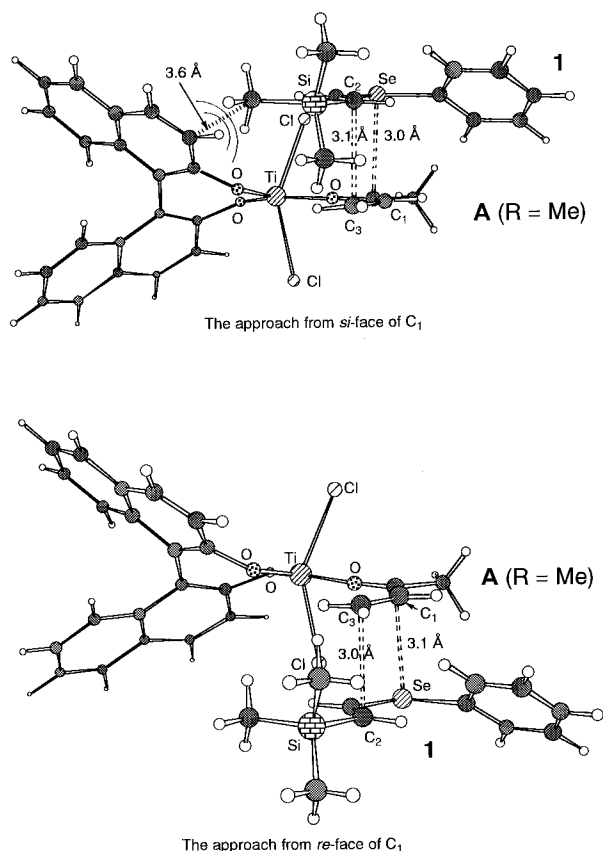 1
3.6 Å
Si
C2
Se
Cl
3.1 Å
3.0 Å
O
Ti
O
O
C3
C1
A (R = Me)
Cl
The approach from si-face of C1
Cl
O
Ti
O
O
A (R = Me)
C3
C1
3.0 Å
3.1 Å
Cl
Se
Si
C2
1
The approach from re-face of C1